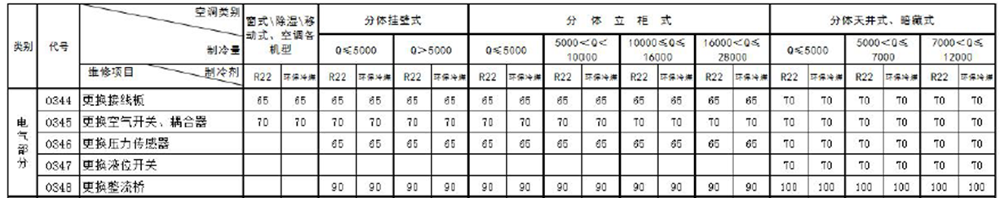 类别 代号 空调类别 窗式\除湿\移动式、空调各机型 分体挂壁式 分体立柜式 分体天井式、暗藏式
制冷量 Q≤5000 Q>5000 Q≤5000 5000<Q<10000 10000≤Q≤16000 16000<Q≤28000 Q≤5000 5000<Q≤7000 7000<Q≤12000
维修项目 制冷剂 R22 环保冷媒 R22 环保冷媒 R22 环保冷媒 R22 环保冷媒 R22 环保冷媒 R22 环保冷媒 R22 环保冷媒 R22 环保冷媒 R22 环保冷媒 R22 环保冷媒
电气部分
0344 更换接线板 65 65 65 65 65 65 65 65 65 65 65 65 65 65 70 70 70 70 70 70
0345 更换空气开关、耦合器 70 70 70 70 70 70 70 70 70 70 70 70 70 70 70 70 70 70 70 70
0346 更换压力传感器 65 65 65 65 65 65 65 65 65 65 65 65 70 70 70 70 70 70
0347 更换液位开关 70 70 70 70 70 70
0348 更换整流桥 90 90 90 90 90 90 90 90 90 90 90 90 100 100 100 100 100 100